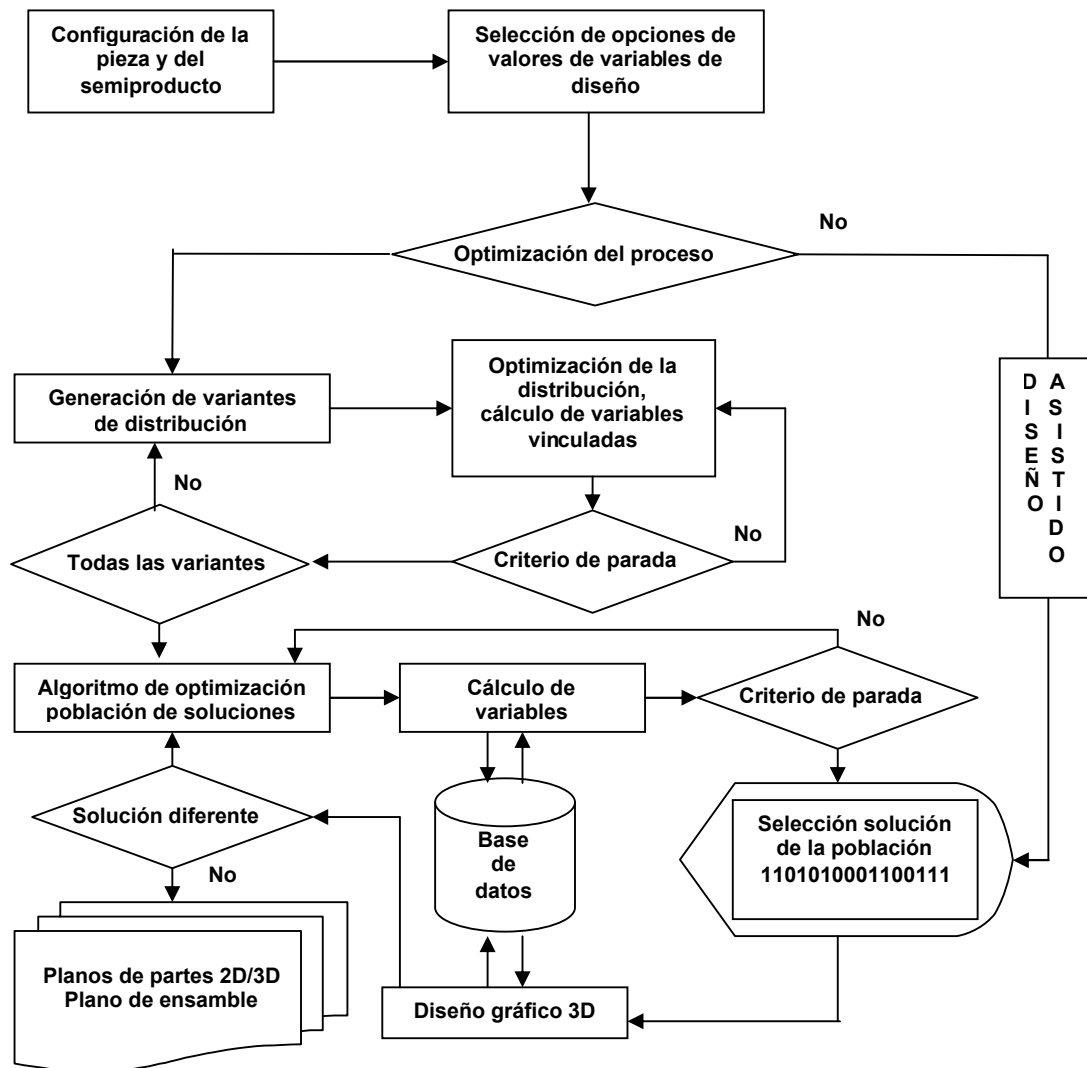 Configuración de la
pieza y del
semiproducto
Selección de opciones de
valores de variables de
diseño
No
Optimización del proceso
Generación de variantes
de distribución
Optimización de la
distribución,
cálculo de variables
vinculadas
DISEÑO
ASISTIDO
No
Todas las variantes
Criterio de parada
No
No
Algoritmo de optimización
población de soluciones
Cálculo de
variables
Criterio de parada
Solución diferente
No
Base
de
datos
Selección solución
de la población
1101010001100111
Planos de partes 2D/3D
Plano de ensamble
Diseño gráfico 3D